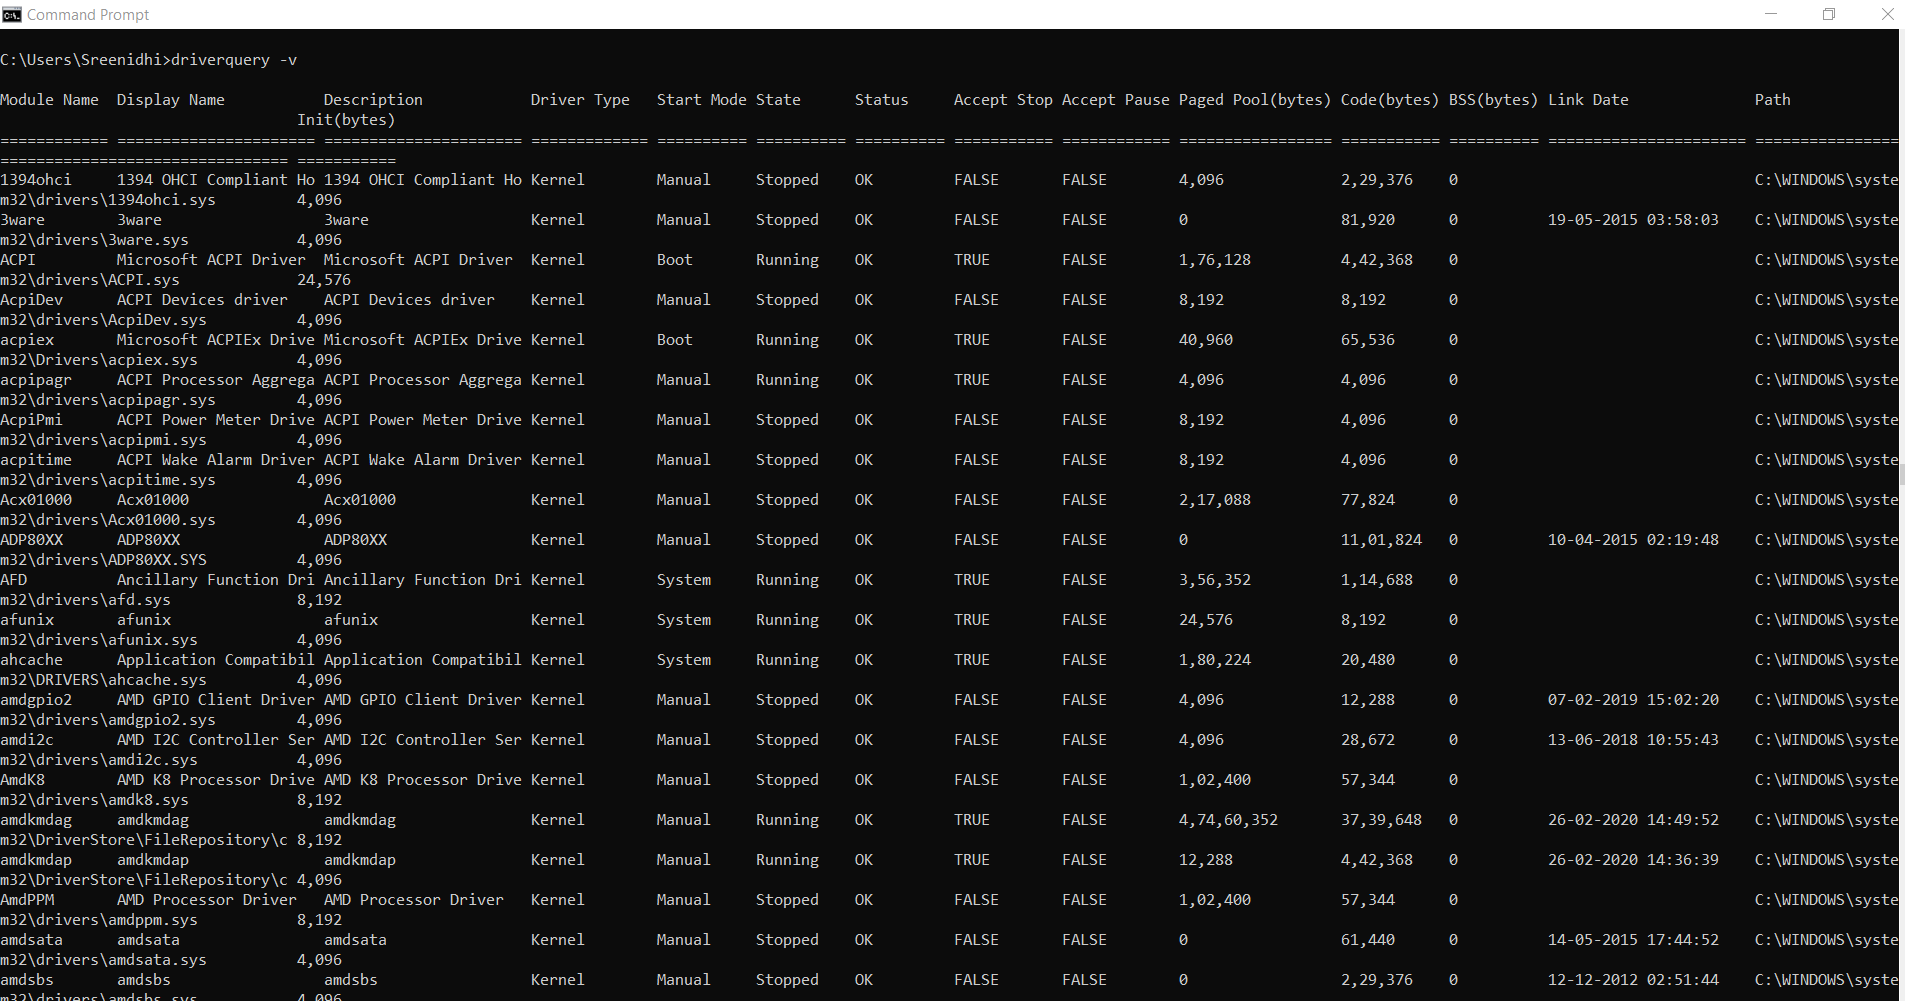 Command Prompt
C:\Users\Sreenidhi>driverquery -v
Module Name  Display Name           Description            Driver Type   Start Mode State      Status     Accept Stop Accept Pause Paged Pool(bytes) Code(bytes) BSS(bytes) Link Date              Path
                                 Init(bytes)
============ ====================== ====================== ============= ========== ========== ========== =========== ============ ================= =========== ========== ====================== ================
================================ ===========
1394ohci     1394 OHCI Compliant Ho 1394 OHCI Compliant Ho Kernel        Manual     Stopped    OK         FALSE       FALSE        4,096             2,29,376    0                                 C:\WINDOWS\syste
m32\drivers\1394ohci.sys         4,096
3ware        3ware                  3ware                  Kernel        Manual     Stopped    OK         FALSE       FALSE        0                 81,920      0          19-05-2015 03:58:03    C:\WINDOWS\syste
m32\drivers\3ware.sys            4,096
ACPI         Microsoft ACPI Driver  Microsoft ACPI Driver  Kernel        Boot       Running    OK         TRUE        FALSE        1,76,128          4,42,368    0                                 C:\WINDOWS\syste
m32\drivers\ACPI.sys             24,576
AcpiDev      ACPI Devices driver    ACPI Devices driver    Kernel        Manual     Stopped    OK         FALSE       FALSE        8,192             8,192       0                                 C:\WINDOWS\syste
m32\drivers\AcpiDev.sys          4,096
acpiex       Microsoft ACPIEx Drive Microsoft ACPIEx Drive Kernel        Boot       Running    OK         TRUE        FALSE        40,960            65,536      0                                 C:\WINDOWS\syste
m32\Drivers\acpiex.sys           4,096
acpipagr     ACPI Processor Aggrega ACPI Processor Aggrega Kernel        Manual     Running    OK         TRUE        FALSE        4,096             4,096       0                                 C:\WINDOWS\syste
m32\drivers\acpipagr.sys         4,096
AcpiPmi      ACPI Power Meter Drive ACPI Power Meter Drive Kernel        Manual     Stopped    OK         FALSE       FALSE        8,192             4,096       0                                 C:\WINDOWS\syste
m32\drivers\acpipmi.sys          4,096
acpitime     ACPI Wake Alarm Driver ACPI Wake Alarm Driver Kernel        Manual     Stopped    OK         FALSE       FALSE        8,192             4,096       0                                 C:\WINDOWS\syste
m32\drivers\acpitime.sys         4,096
Acx01000     Acx01000               Acx01000               Kernel        Manual     Stopped    OK         FALSE       FALSE        2,17,088          77,824      0                                 C:\WINDOWS\syste
m32\drivers\Acx01000.sys         4,096
ADP80XX      ADP80XX                ADP80XX                Kernel        Manual     Stopped    OK         FALSE       FALSE        0                 11,01,824   0          10-04-2015 02:19:48    C:\WINDOWS\syste
m32\drivers\ADP80XX.SYS          4,096
AFD          Ancillary Function Dri Ancillary Function Dri Kernel        System     Running    OK         TRUE        FALSE        3,56,352          1,14,688    0                                 C:\WINDOWS\syste
m32\drivers\afd.sys              8,192
afunix       afunix                 afunix                 Kernel        System     Running    OK         TRUE        FALSE        24,576            8,192       0                                 C:\WINDOWS\syste
m32\drivers\afunix.sys           4,096
ahcache      Application Compatibil Application Compatibil Kernel        System     Running    OK         TRUE        FALSE        1,80,224          20,480      0                                 C:\WINDOWS\syste
m32\DRIVERS\ahcache.sys          4,096
amdgpio2     AMD GPIO Client Driver AMD GPIO Client Driver Kernel        Manual     Stopped    OK         FALSE       FALSE        4,096             12,288      0          07-02-2019 15:02:20    C:\WINDOWS\syste
m32\drivers\amdgpio2.sys         4,096
amdi2c       AMD I2C Controller Ser AMD I2C Controller Ser Kernel        Manual     Stopped    OK         FALSE       FALSE        4,096             28,672      0          13-06-2018 10:55:43    C:\WINDOWS\syste
m32\drivers\amdi2c.sys           4,096
AmdK8        AMD K8 Processor Drive AMD K8 Processor Drive Kernel        Manual     Stopped    OK         FALSE       FALSE        1,02,400          57,344      0                                 C:\WINDOWS\syste
m32\drivers\amdk8.sys            8,192
amdkmdag     amdkmdag               amdkmdag               Kernel        Manual     Running    OK         TRUE        FALSE        4,74,60,352       37,39,648   0          26-02-2020 14:49:52    C:\WINDOWS\syste
m32\DriverStore\FileRepository\c 8,192
amdkmdap     amdkmdap               amdkmdap               Kernel        Manual     Running    OK         TRUE        FALSE        12,288            4,42,368    0          26-02-2020 14:36:39    C:\WINDOWS\syste
m32\DriverStore\FileRepository\c 4,096
AmdPPM       AMD Processor Driver   AMD Processor Driver   Kernel        Manual     Stopped    OK         FALSE       FALSE        1,02,400          57,344      0                                 C:\WINDOWS\syste
m32\drivers\amdppm.sys           8,192
amdsata      amdsata                amdsata                Kernel        Manual     Stopped    OK         FALSE       FALSE        0                 61,440      0          14-05-2015 17:44:52    C:\WINDOWS\syste
m32\drivers\amdsata.sys          4,096
amdsbs       amdsbs                 amdsbs                 Kernel        Manual     Stopped    OK         FALSE       FALSE        0                 2,29,376    0          12-12-2012 02:51:44    C:\WINDOWS\syste
m32\drivers\amdsbs.sys           4,096